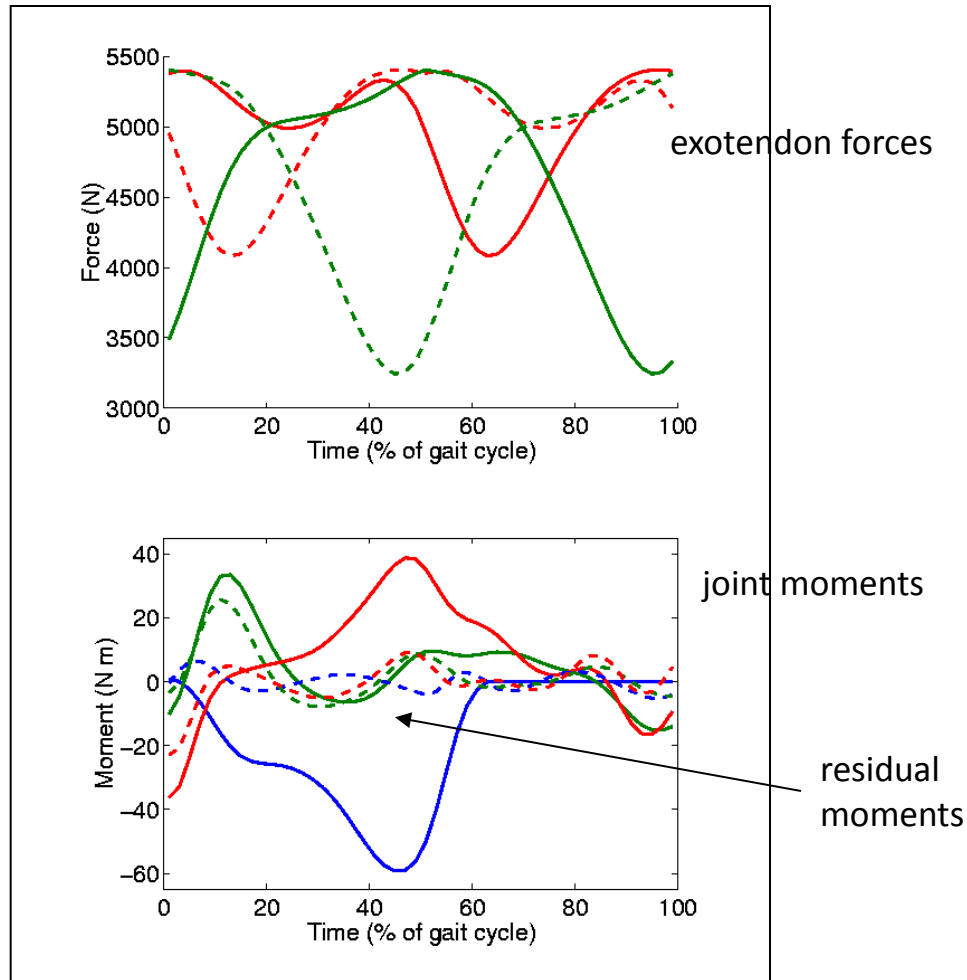 5500
5000
4500
4000
3500
3000
Force (N)
0 20 40 60 80 100
Time (% of gait cycle)
exotendon forces
40
20
0
−20
−40
−60
Moment (N m)
0 20 40 60 80 100
Time (% of gait cycle)
joint moments
residual
moments